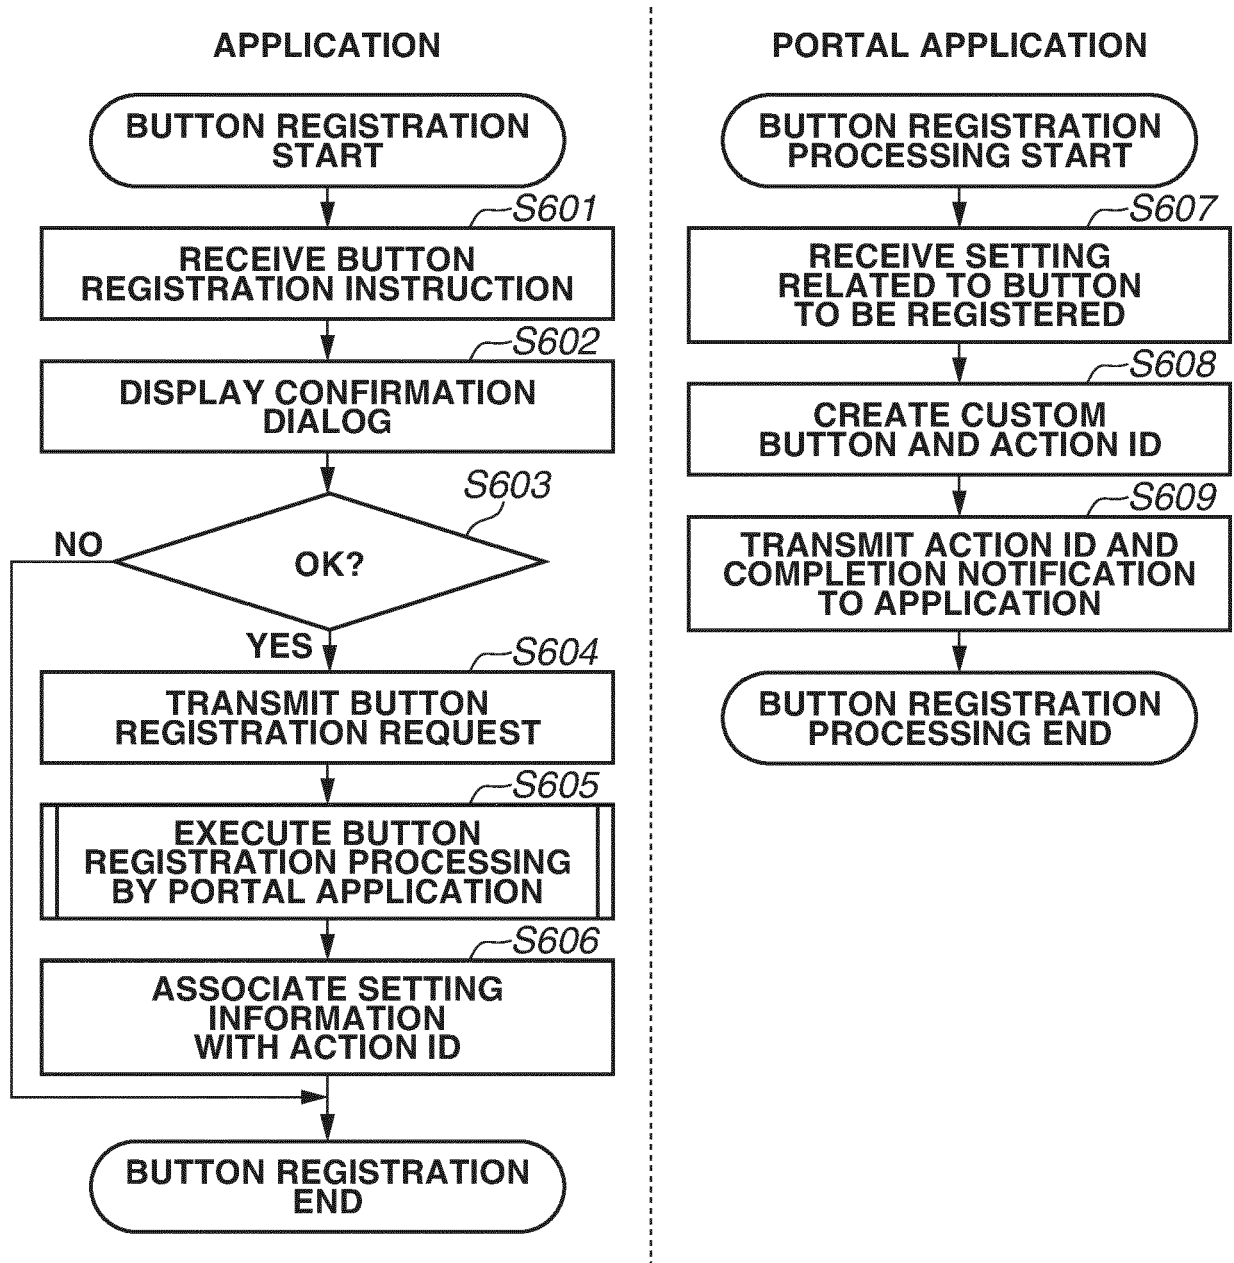 APPLICATION
BUTTON REGISTRATION
START
S601
RECEIVE BUTTON
REGISTRATION INSTRUCTION
S602
DISPLAY CONFIRMATION
DIALOG
S603
OK?
NO
YES
S604
TRANSMIT BUTTON
REGISTRATION REQUEST
S605
EXECUTE BUTTON
REGISTRATION PROCESSING
BY PORTAL APPLICATION
S606
ASSOCIATE SETTING
INFORMATION
WITH ACTION ID
BUTTON REGISTRATION
END
PORTAL APPLICATION
BUTTON REGISTRATION
PROCESSING START
S607
RECEIVE SETTING
RELATED TO BUTTON
TO BE REGISTERED
S608
CREATE CUSTOM
BUTTON AND ACTION ID
S609
TRANSMIT ACTION ID AND
COMPLETION NOTIFICATION
TO APPLICATION
BUTTON REGISTRATION
PROCESSING END